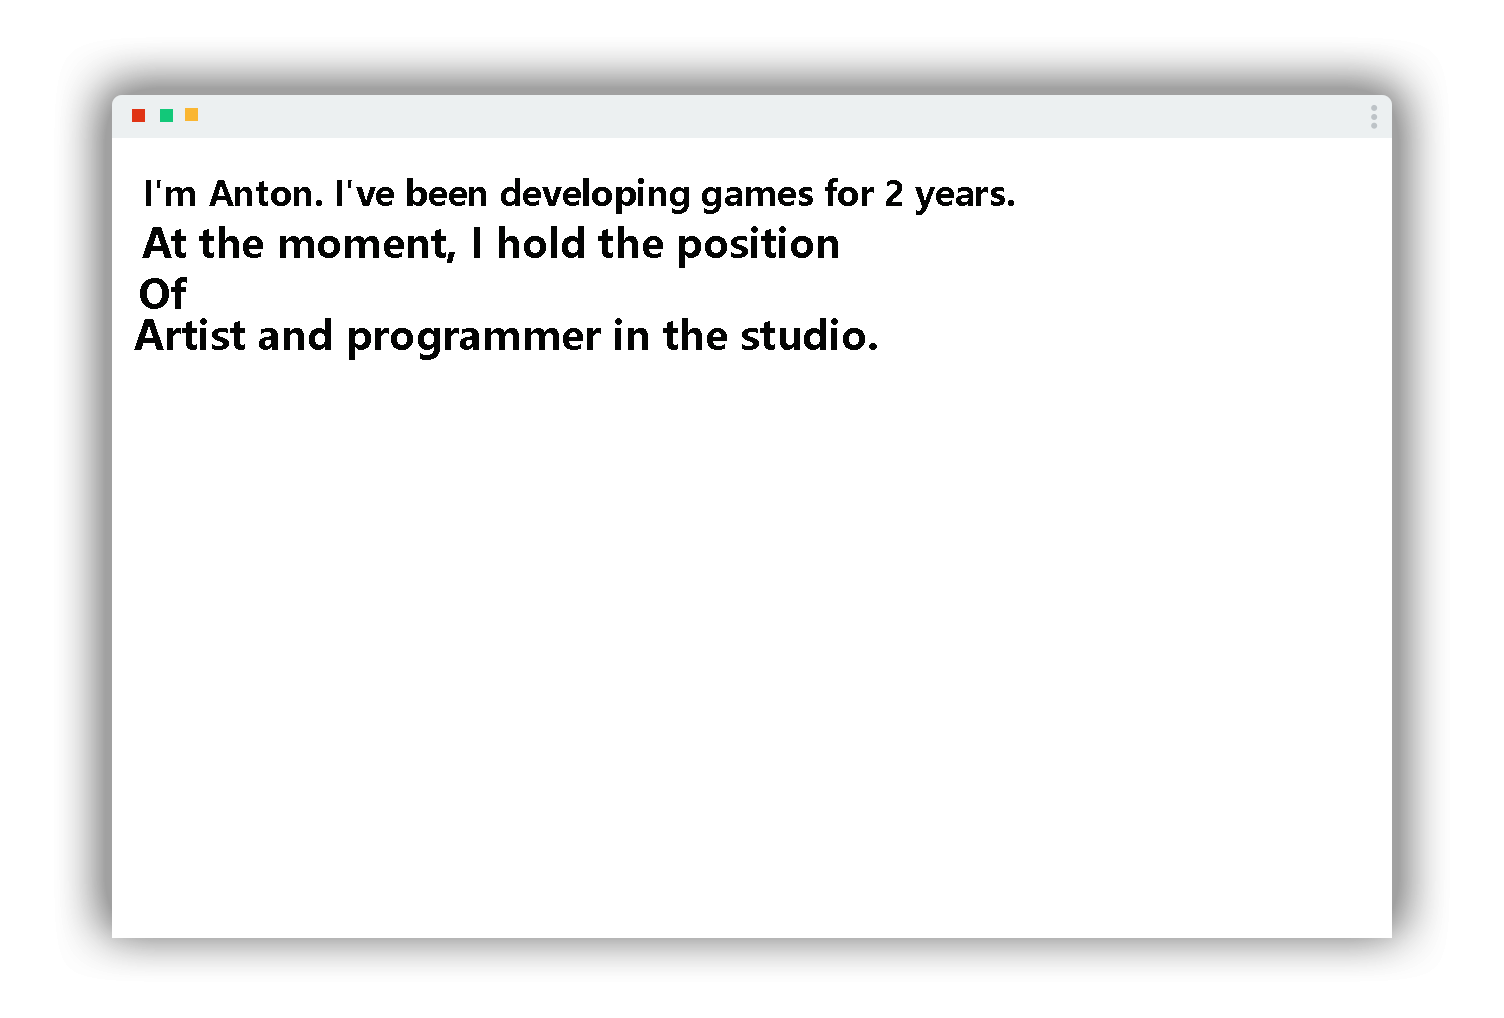 I'm Anton. I've been developing games for 2 years.
At the moment, I hold the position
Of
Artist and programmer in the studio.